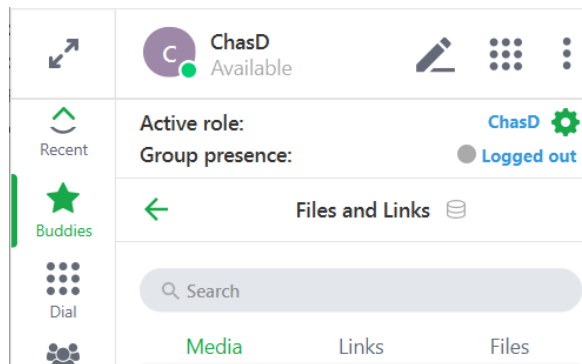 C
ChasD
Available
Active role:
ChasD
Group presence:
Logged out
Recent
Buddies
Files and Links
Dial
Search
Media
Links
Files